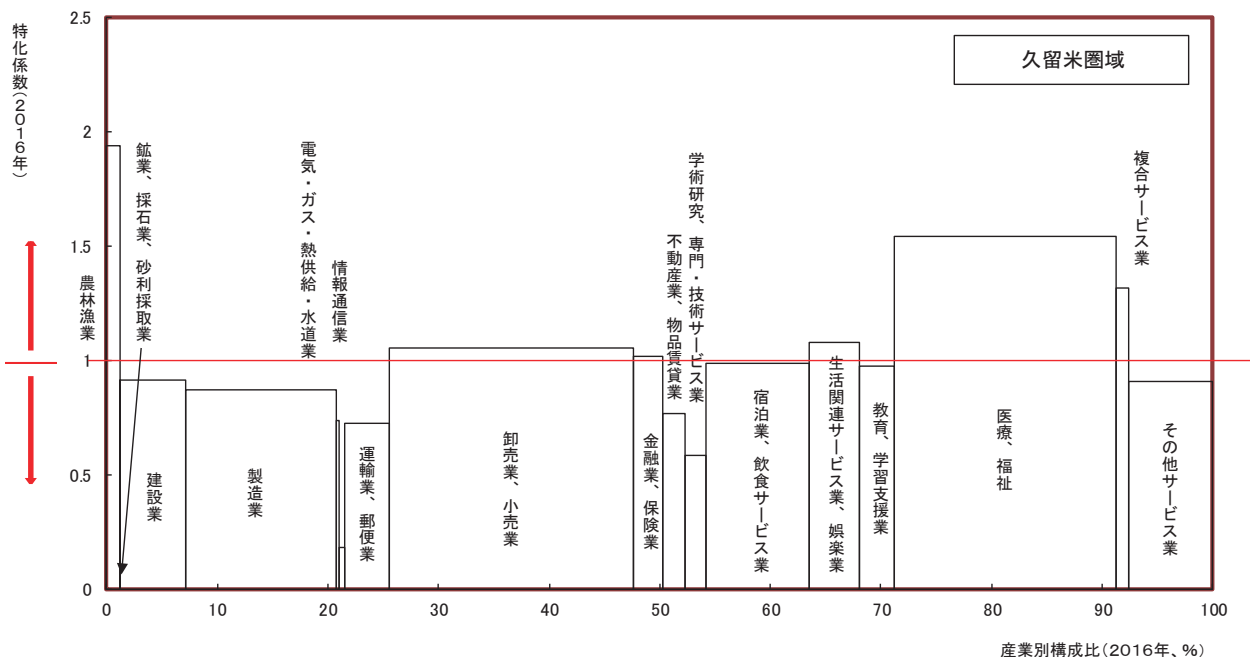 特化係数(2016年)
久留米圏域
2.5
2
1.5
1
0.5
0
農林漁業
鉱業、採石業、砂利採取業
建設業
製造業
電気・ガス・熱供給・水道業
情報通信業
運輸業、郵便業
卸売業、小売業
金融業、保険業
不動産業、物品賃貸業
学術研究、専門・技術サービス業
宿泊業、飲食サービス業
生活関連サービス業、娯楽業
教育、学習支援業
医療、福祉
複合サービス業
その他サービス業
0 10 20 30 40 50 60 70 80 90 100
産業別構成比(2016年、%)